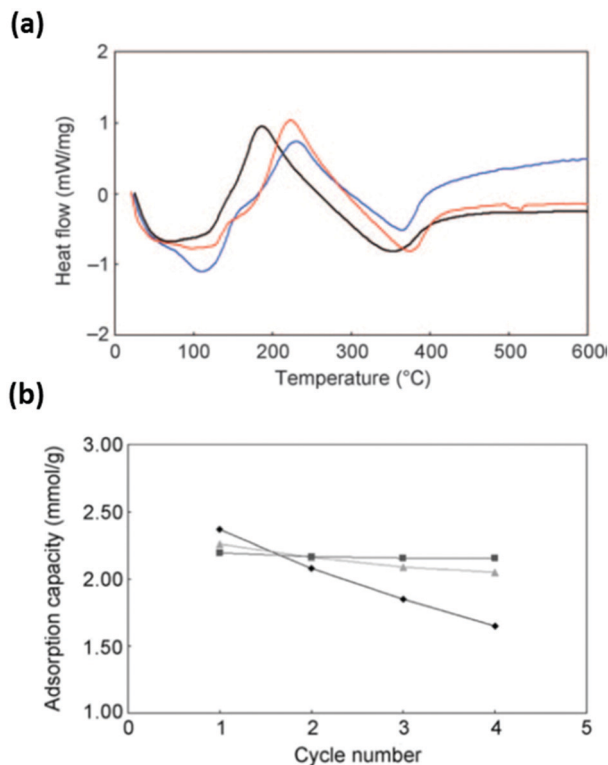 (a)
2
1
0
−1
−2
Heat flow (mW/mg)
0 100 200 300 400 500 600
Temperature (°C)
(b)
3.00
2.50
2.00
1.50
1.00
Adsorption capacity (mmol/g)
0 1 2 3 4 5
Cycle number